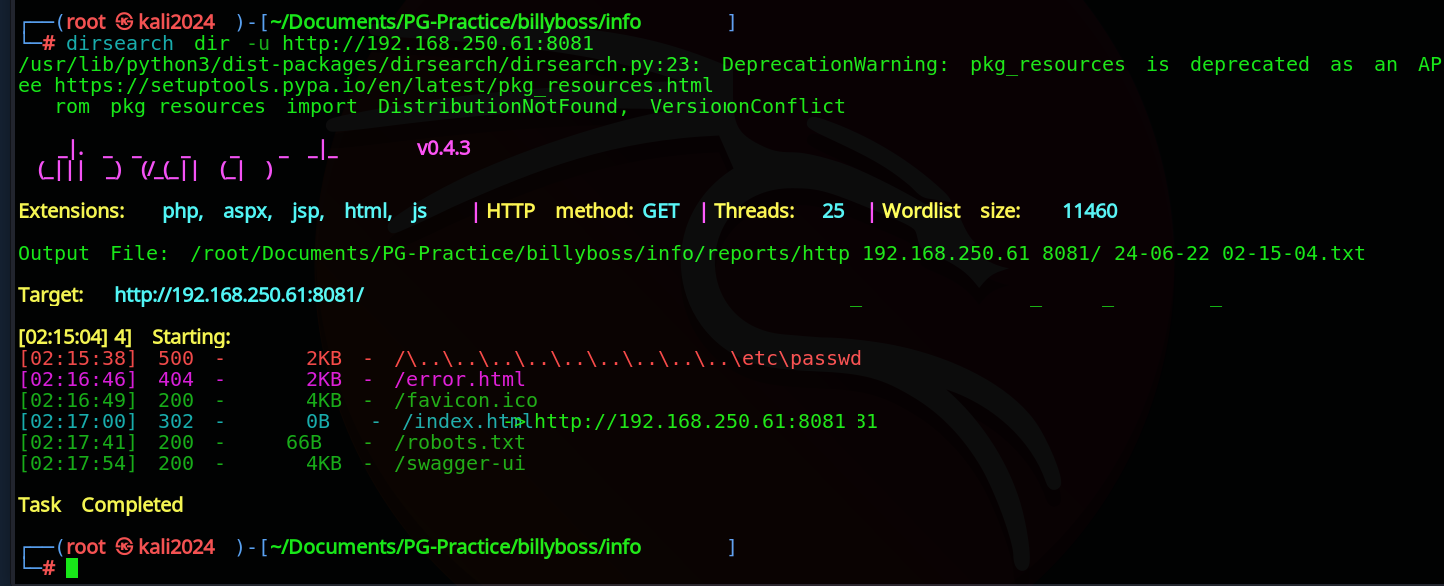 ┌──(root㉿kali2024)-[~/Documents/PG-Practice/billyboss/info]
└─# dirsearch dir -u http://192.168.250.61:8081
/usr/lib/python3/dist-packages/dirsearch/dirsearch.py:23: DeprecationWarning: pkg_resources is deprecated as an AP
ee https://setuptools.pypa.io/en/latest/pkg_resources.html
rom pkg resources import DistributionNotFound, VersionConflict
_|. _ _ _ _ _ _|_ v0.4.3
(_||| _) (/_(_|| (_| )
Extensions: php, aspx, jsp, html, js | HTTP method: GET | Threads: 25 | Wordlist size: 11460
Output File: /root/Documents/PG-Practice/billyboss/info/reports/http 192.168.250.61 8081/ 24-06-22 02-15-04.txt
Target: http://192.168.250.61:8081/
_ _ _ _
[02:15:04] 4] Starting:
[02:15:38] 500 - 2KB - /\..\..\..\..\..\..\..\..\..\etc\passwd
[02:16:46] 404 - 2KB - /error.html
[02:16:49] 200 - 4KB - /favicon.ico
[02:17:00] 302 - 0B - /index.html -> http://192.168.250.61:8081 31
[02:17:41] 200 - 66B - /robots.txt
[02:17:54] 200 - 4KB - /swagger-ui
Task Completed
┌──(root㉿kali2024)-[~/Documents/PG-Practice/billyboss/info]
└─#